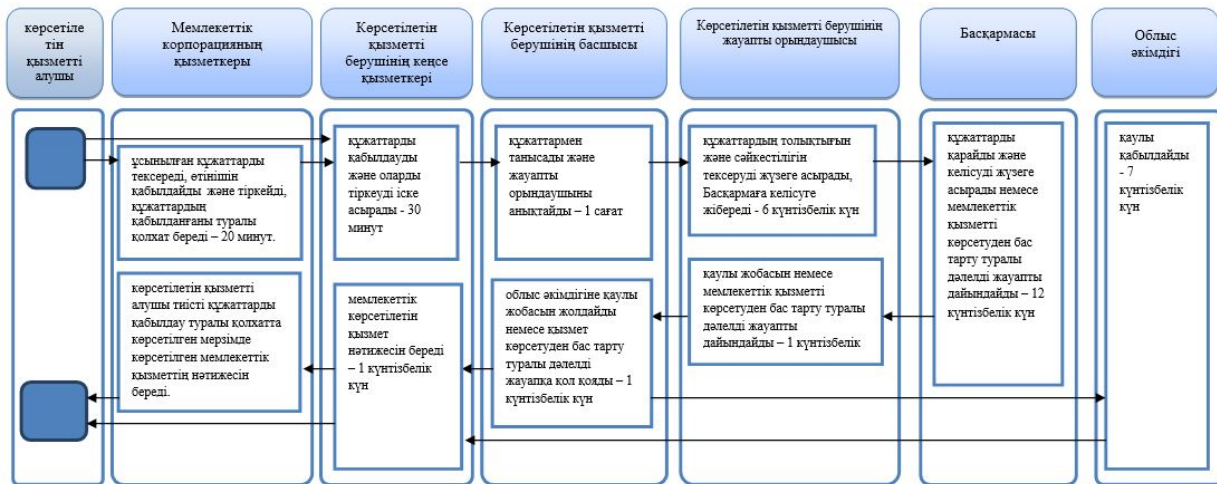 көрсетіле
тін
қызметті
алушы
Мемлекеттік
корпорацияның
қызметкеры
Көрсетілетін
қызметті
берушінің кеңсе
қызметкері
Көрсетілетін қызметті
берушінің басшысы
Көрсетілетін қызметті берушінің
жауапты орындаушысы
Басқармасы
Облыс
әкімдігі
ұсынылған құжаттарды
тексереді, өтінішін
қабылдайды және тіркейді,
құжаттардың
қабылданғаны туралы
қолхат береді – 20 минут.
құжаттарды
қабылдауды
және оларды
тіркеуді іске
асырады - 30
минут
құжаттармен
танысады және
жауапты
орындаушыны
анықтайды – 1 сағат
құжаттардың толықтығын
және сәйкестілігін
тексеруді жүзеге асырады,
Басқармаға келісуге
жібереді - 6 күнтізбелік күн
құжаттарды
қарайды және
келісуді жүзеге
асырады немесе
мемлекеттік
қызметті
көрсетуден бас
тарту туралы
дәлелді жауапты
дайындайды – 12
күнтізбелік күн
қаулы
қабылдайды
- 7
күнтізбелік
күн
көрсетілетін қызметті
алушы тиісті құжаттарды
қабылдау туралы қолхатта
көрсетілген мерзімде
көрсетілген мемлекеттік
қызметтің нәтижесін
береді.
мемлекеттік
көрсетілетін
қызмет
нәтижесін береді
– 1 күнтізбелік
күн
облыс әкімдігіне қаулы
жобасын жолдайды
немесе қызмет
көрсетуден бас тарту
туралы дәлелді
жауапқа қол қояды – 1
күнтізбелік күн
қаулы жобасын немесе
мемлекеттік қызметті
көрсетуден бас тарту туралы
дәлелді жауапты
дайындайды – 1 күнтізбелік